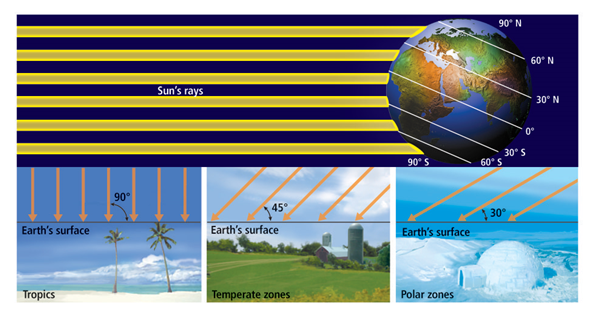 90° N
60° N
Sun's rays
30° N
0°
30° S
90° S
60° S
90°
45°
30°
Earth's surface
Earth's surface
Earth's surface
Tropics
Temperate zones
Polar zones